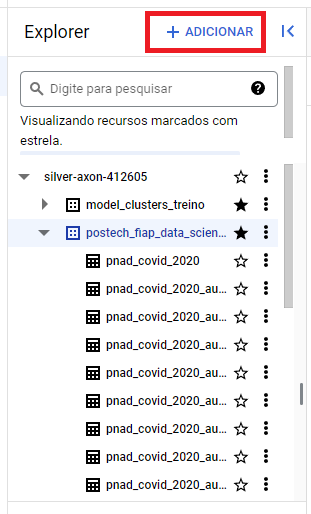 Explorer
+ ADICIONAR
Digite para pesquisar
?
Visualizando recursos marcados com
estrela.
silver-axon-412605
model_clusters_treino
postech_fiap_data_scien...
pnad_covid_2020
pnad_covid_2020_au...
pnad_covid_2020_au...
pnad_covid_2020_au...
pnad_covid_2020_au...
pnad_covid_2020_au...
pnad_covid_2020_au...
pnad_covid_2020_au...
pnad_covid_2020_au...